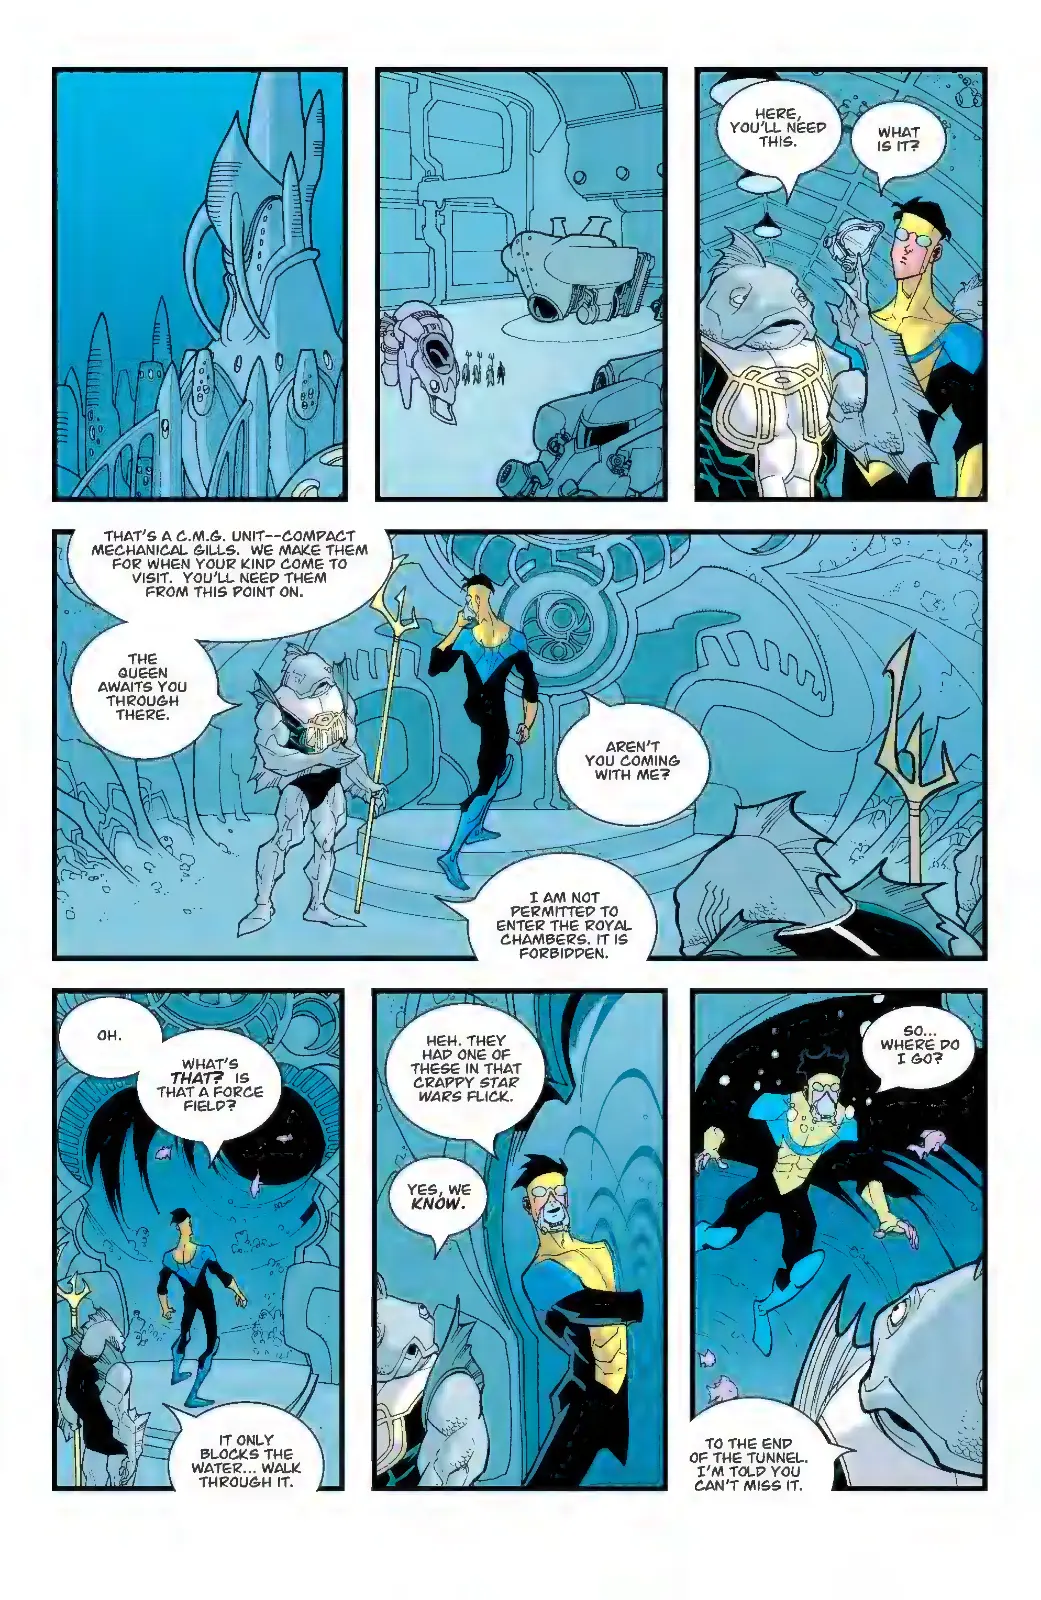 HERE,
YOU'LL NEED
THIS.
WHAT
IS IT?
THAT'S A C.M.G. UNIT--COMPACT
MECHANICAL GILLS. WE MAKE THEM
FOR WHEN YOUR KIND COME TO
VISIT. YOU'LL NEED THEM
FROM THIS POINT ON.
THE
QUEEN
AWAITS YOU
THROUGH
THERE.
AREN'T
YOU COMING
WITH ME?
I AM NOT
PERMITTED TO
ENTER THE ROYAL
CHAMBERS. IT IS
FORBIDDEN.
OH.
WHAT'S
THAT? IS
THAT A FORCE
FIELD?
IT ONLY
BLOCKS THE
WATER... WALK
THROUGH IT.
HEH. THEY
HAD ONE OF
THESE IN THAT
CRAPPY STAR
WARS FLICK.
YES, WE
KNOW.
SO...
WHERE DO
I GO?
TO THE END
OF THE TUNNEL.
I'M TOLD YOU
CAN'T MISS IT.